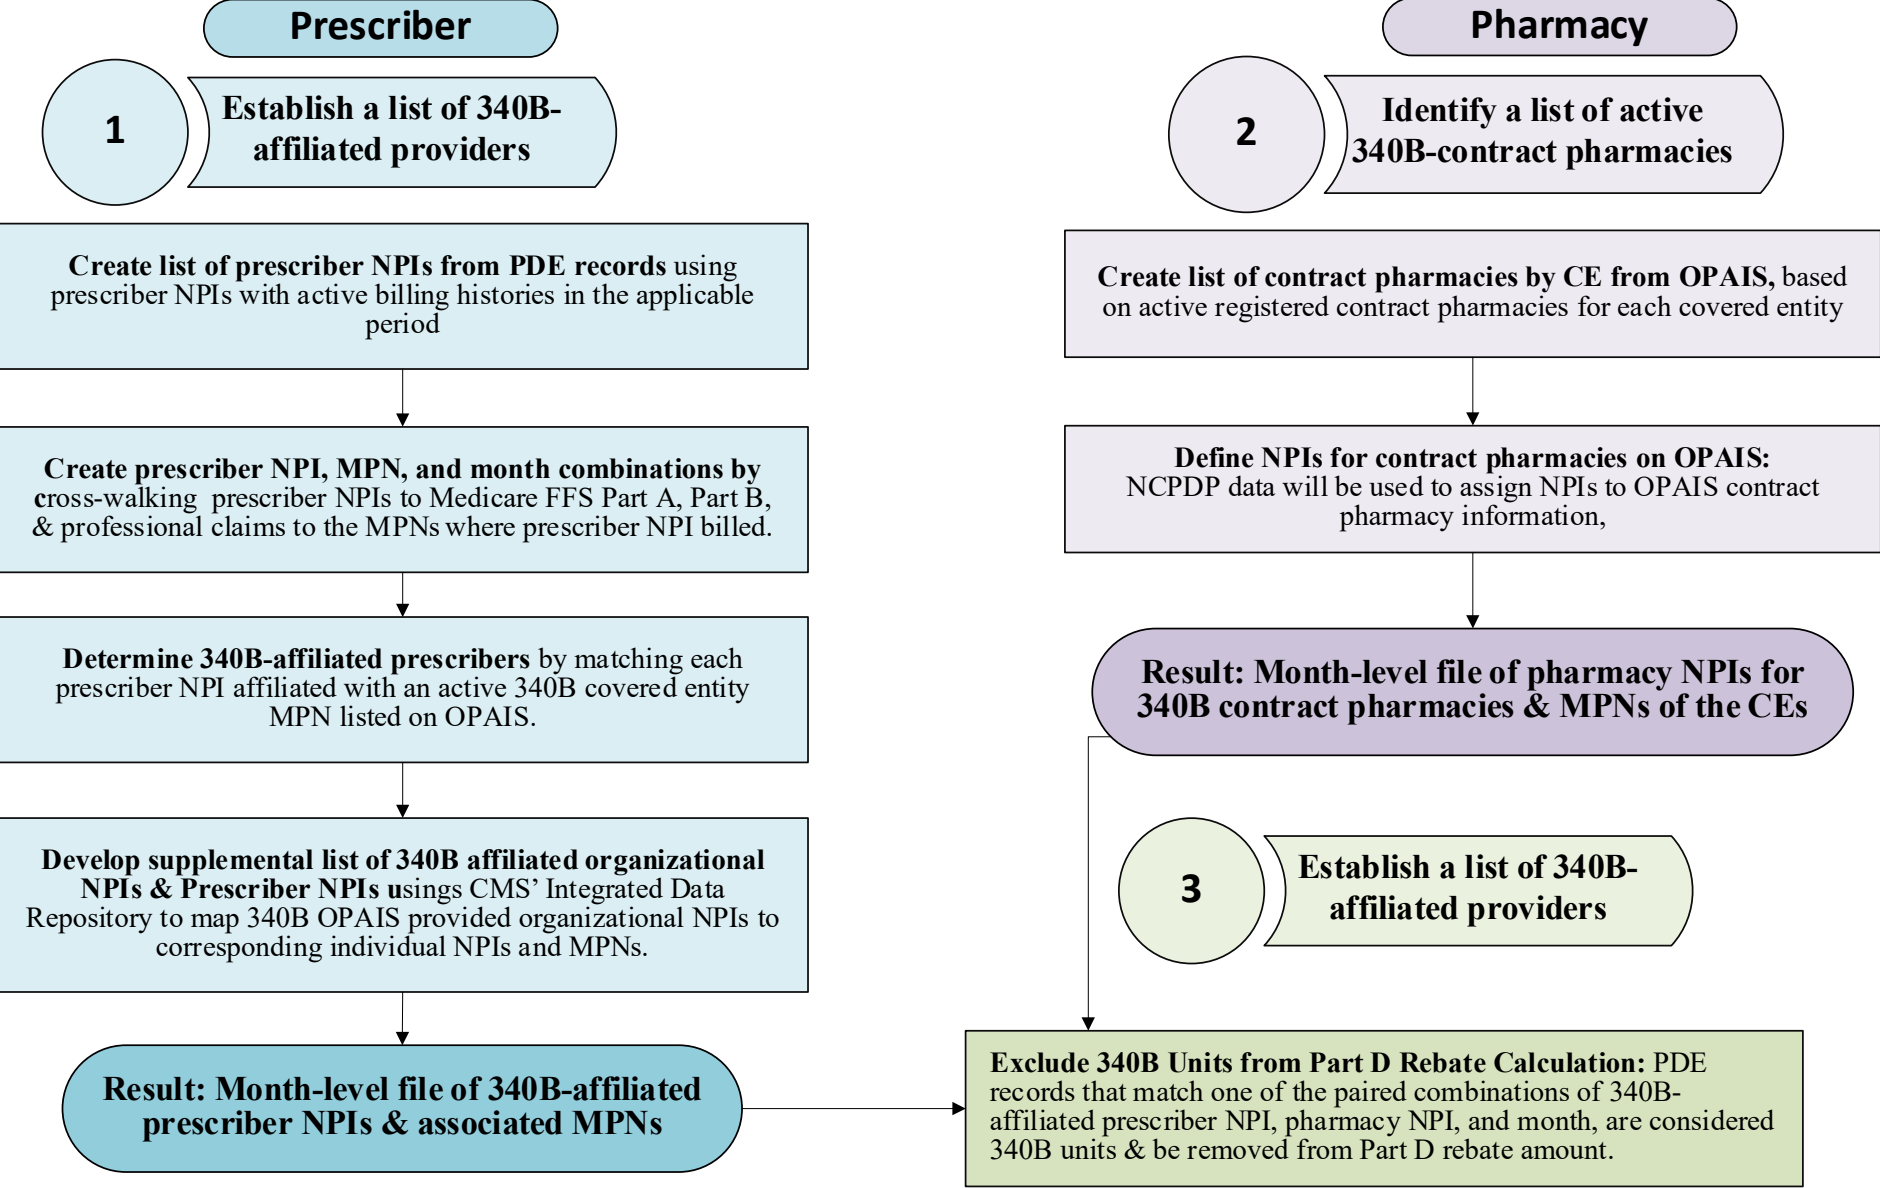 Prescriber
1
Establish a list of 340B-
affiliated providers
Create list of prescriber NPIs from PDE records using
prescriber NPIs with active billing histories in the applicable
period
Create prescriber NPI, MPN, and month combinations by
cross-walking prescriber NPIs to Medicare FFS Part A, Part B,
& professional claims to the MPNs where prescriber NPI billed.
Determine 340B-affiliated prescribers by matching each
prescriber NPI affiliated with an active 340B covered entity
MPN listed on OPAIS.
Develop supplemental list of 340B affiliated organizational
NPIs & Prescriber NPIs usings CMS’ Integrated Data
Repository to map 340B OPAIS provided organizational NPIs to
corresponding individual NPIs and MPNs.
Result: Month-level file of 340B-affiliated
prescriber NPIs & associated MPNs
Pharmacy
2
Identify a list of active
340B-contract pharmacies
Create list of contract pharmacies by CE from OPAIS, based
on active registered contract pharmacies for each covered entity
Define NPIs for contract pharmacies on OPAIS:
NCPDP data will be used to assign NPIs to OPAIS contract
pharmacy information,
Result: Month-level file of pharmacy NPIs for
340B contract pharmacies & MPNs of the CEs
3
Establish a list of 340B-
affiliated providers
Exclude 340B Units from Part D Rebate Calculation: PDE
records that match one of the paired combinations of 340B-
affiliated prescriber NPI, pharmacy NPI, and month, are considered
340B units & be removed from Part D rebate amount.